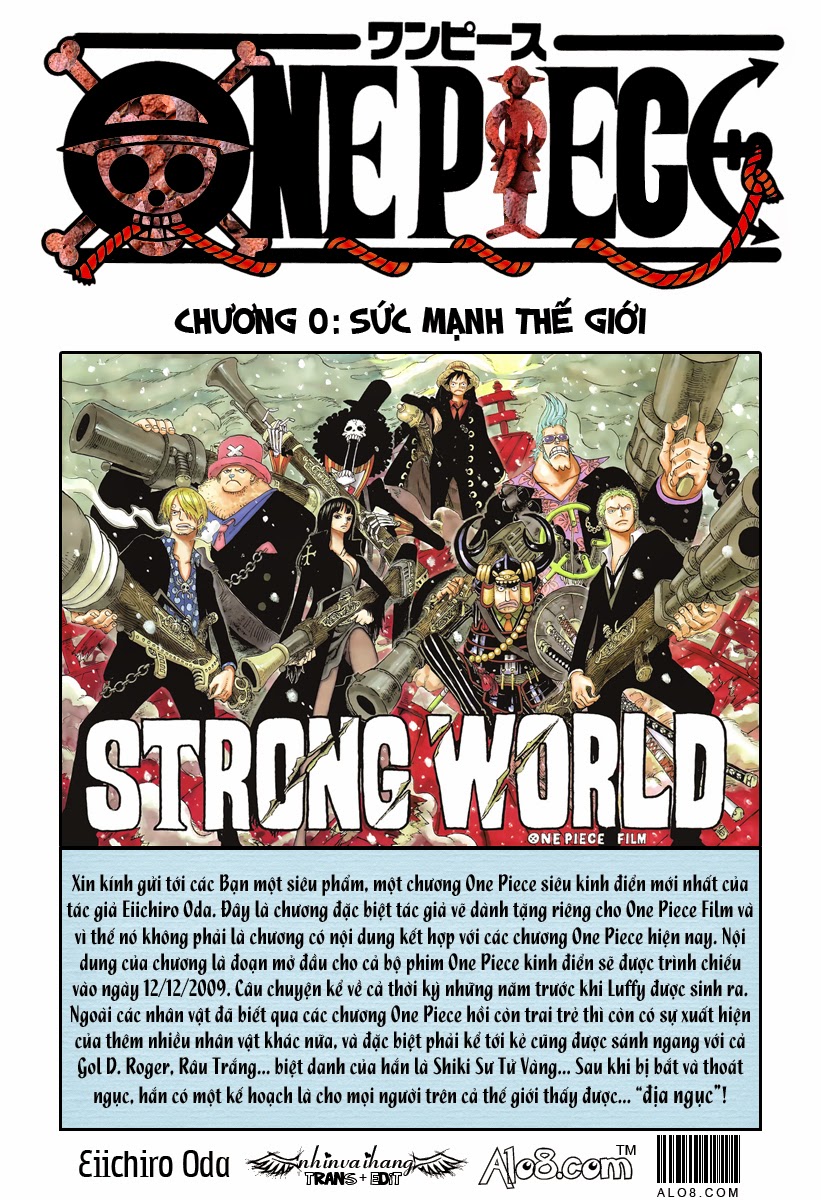 ワンピース
ONE PIECE
CHƯƠNG 0: SỨC MẠNH THẾ GIỚI
STRONG WORLD
ONE PIECE FILM
Xin kính gửi tới các Bạn một siêu phẩm, một chương One Piece siêu kinh điển mới nhất của
tác giả Eiichiro Oda. Đây là chương đặc biệt tác giả vẽ dành tặng riêng cho One Piece Film và
vì thế nó không phải là chương có nội dung kết hợp với các chương One Piece hiện nay. Nội
dung của chương là đoạn mở đầu cho cả bộ phim One Piece kinh điển sẽ được trình chiếu
vào ngày 12/12/2009. Câu chuyện kể về cả thời kỳ những năm trước khi Luffy được sinh ra.
Ngoài các nhân vật đã biết qua các chương One Piece hồi còn trai trẻ thì còn có sự xuất hiện
của thêm nhiều nhân vật khác nữa, và đặc biệt phải kể tới kẻ cũng được sánh ngang với cả
Gol D. Roger, Râu Trắng... biệt danh của hắn là Shiki Sư Tử Vàng... Sau khi bị bắt và thoát
ngục, hắn có một kế hoạch là cho mọi người trên cả thế giới thấy được... “địa ngục”!
Eiichiro Oda
nhinvaihang
TRANS + EDIT
Alo8.com™
ALO8.COM